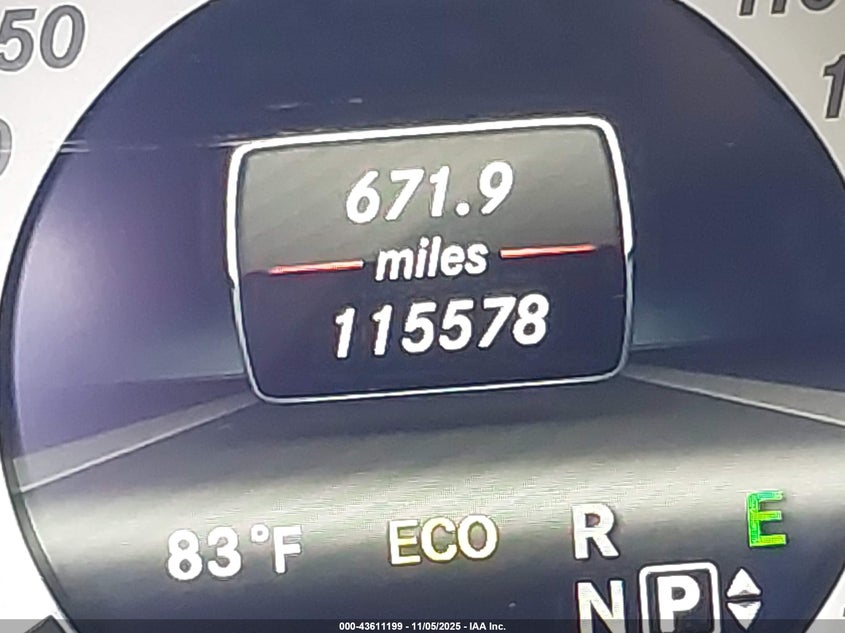 50
671.9
miles
115578
83°F ECO R E
N P
000-43611199 - 11/05/2025 - IAA Inc.